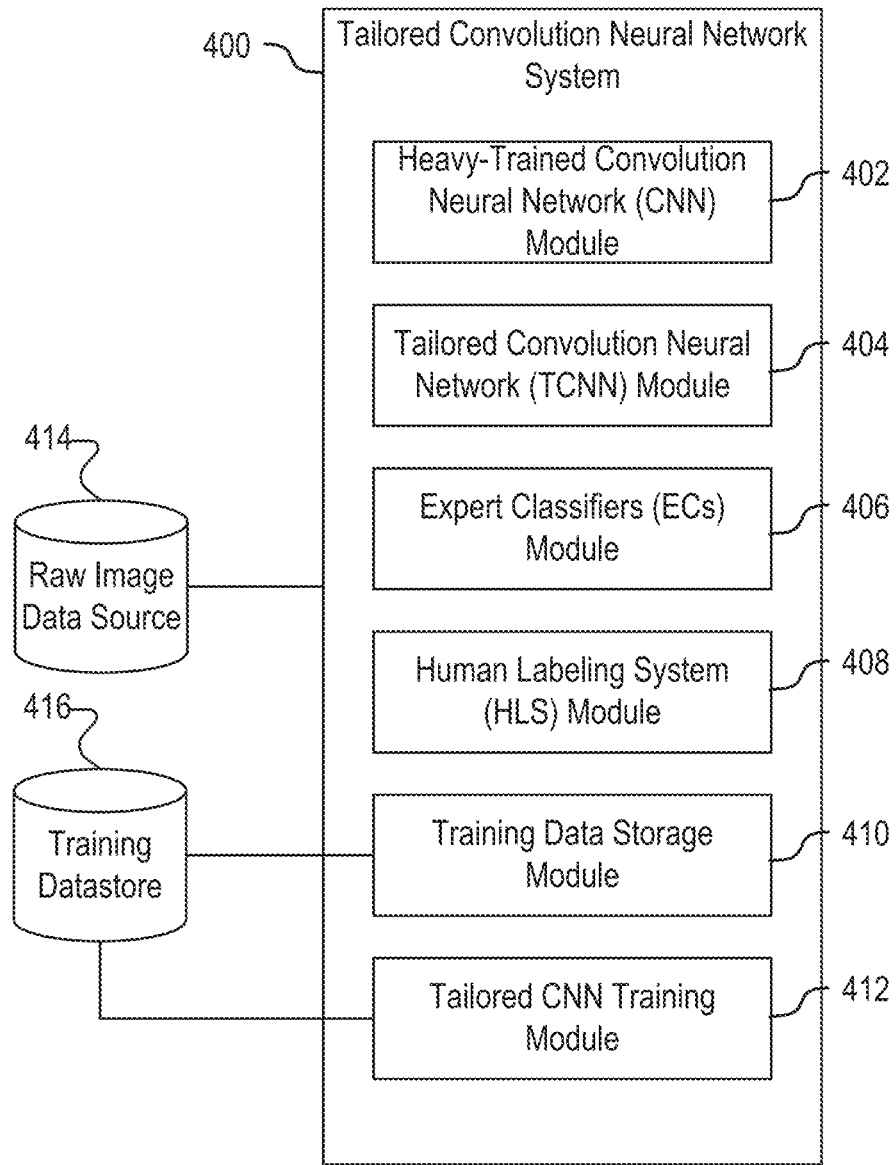 400
Tailored Convolution Neural Network
System
Heavy-Trained Convolution
Neural Network (CNN)
Module
402
Tailored Convolution Neural
Network (TCNN) Module
404
414
Raw Image
Data Source
Expert Classifiers (ECs)
Module
406
Human Labeling System
(HLS) Module
408
416
Training
Datastore
Training Data Storage
Module
410
Tailored CNN Training
Module
412